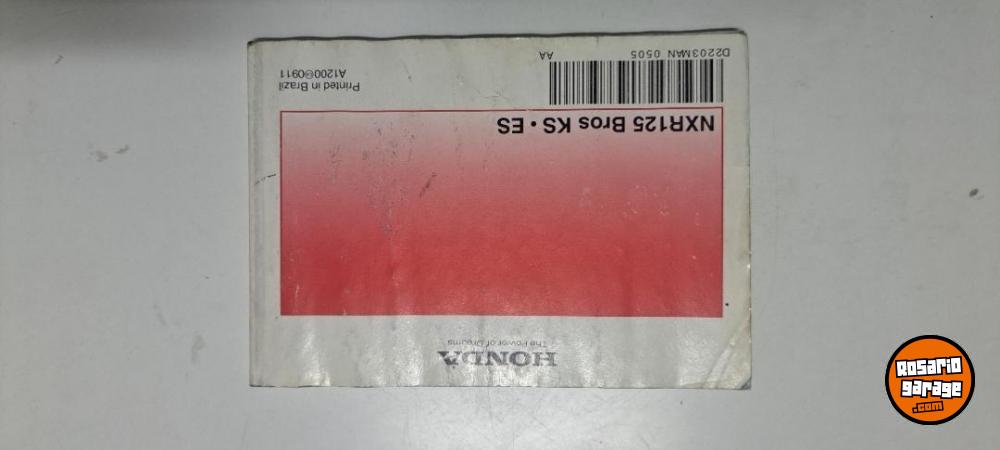 HONDA
The Power of Dreams
NXR125 Bros KS • ES
D2203MAN 0505
AA
Printed in Brazil
A1200®0911
Rosario
garage
.com